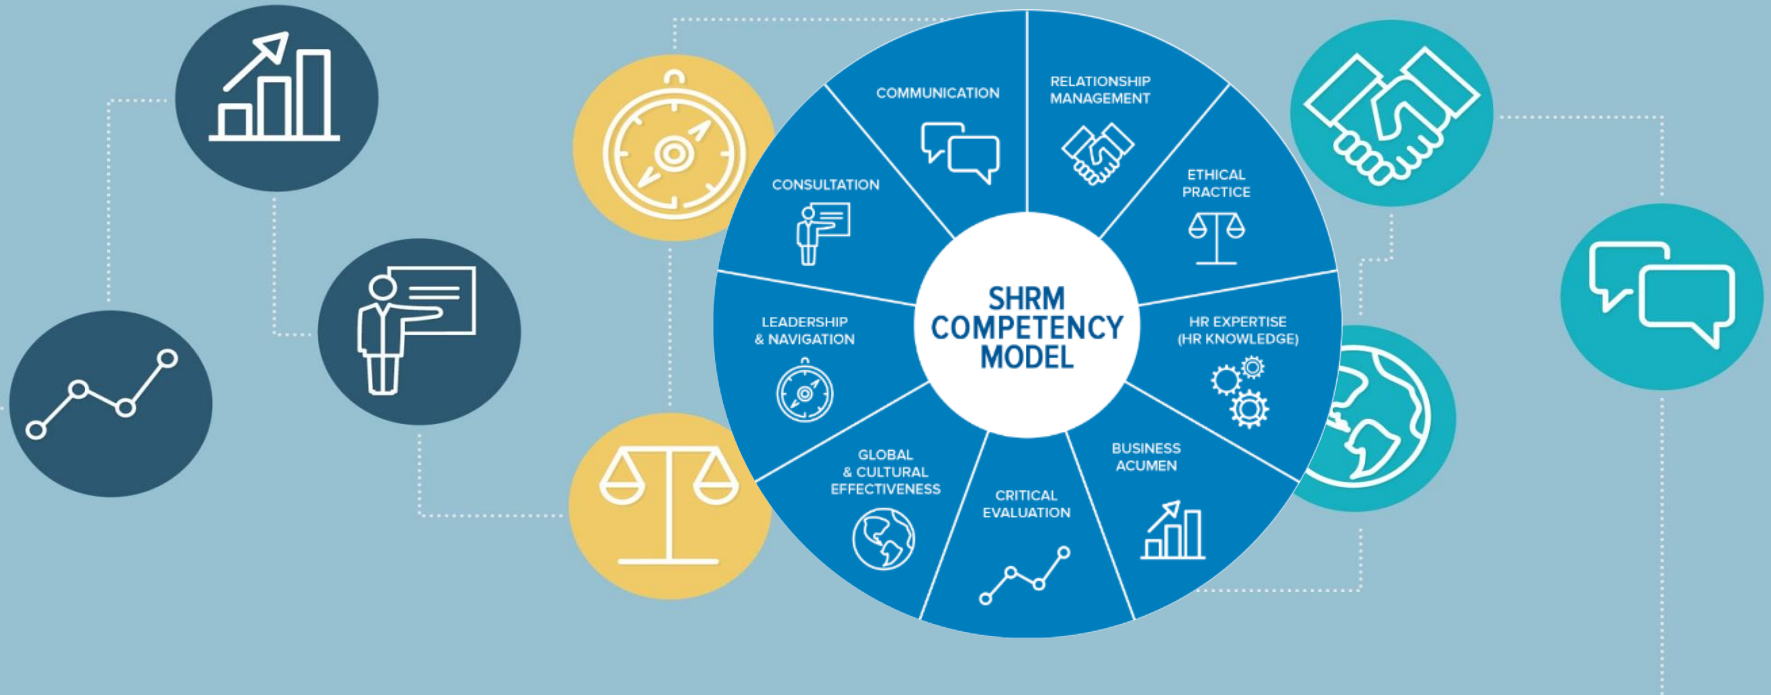 COMMUNICATION
RELATIONSHIP
MANAGEMENT
ETHICAL
PRACTICE
CONSULTATION
SHRM
COMPETENCY
MODEL
LEADERSHIP
& NAVIGATION
HR EXPERTISE
(HR KNOWLEDGE)
GLOBAL
& CULTURAL
EFFECTIVENESS
CRITICAL
EVALUATION
BUSINESS
ACUMEN